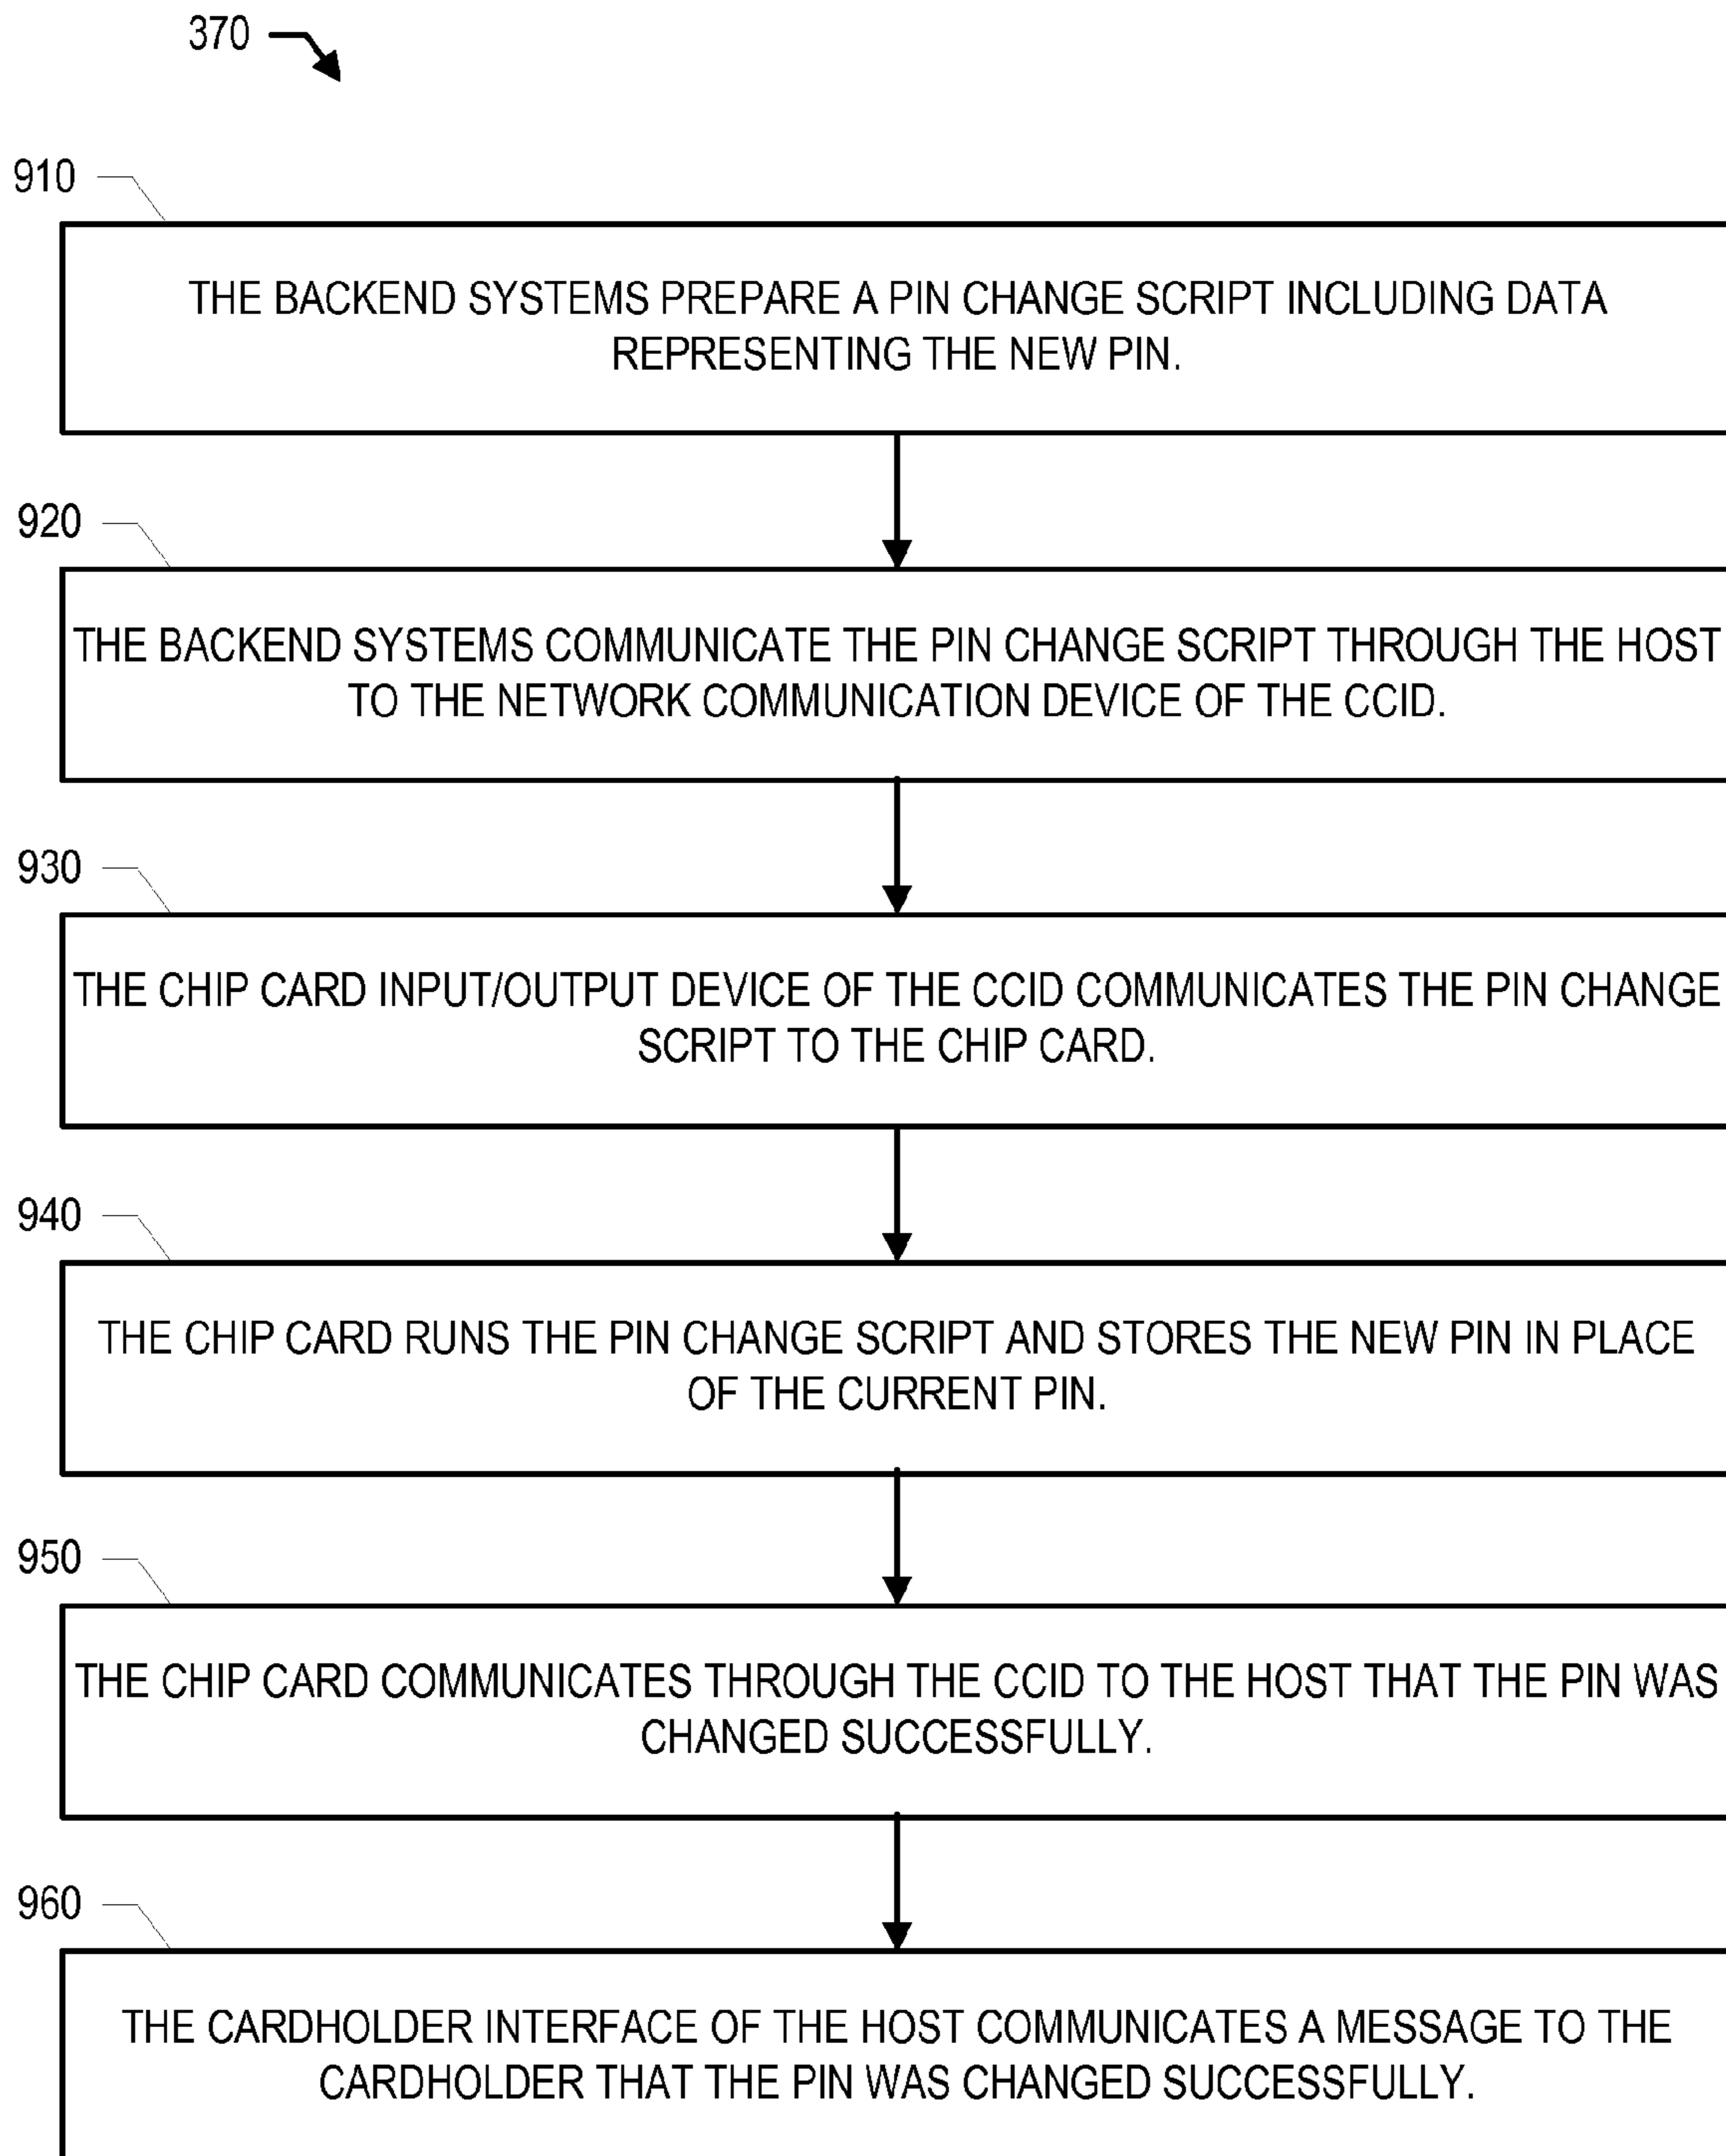 370
910
THE BACKEND SYSTEMS PREPARE A PIN CHANGE SCRIPT INCLUDING DATA
REPRESENTING THE NEW PIN.
920
THE BACKEND SYSTEMS COMMUNICATE THE PIN CHANGE SCRIPT THROUGH THE HOST
TO THE NETWORK COMMUNICATION DEVICE OF THE CCID.
930
THE CHIP CARD INPUT/OUTPUT DEVICE OF THE CCID COMMUNICATES THE PIN CHANGE
SCRIPT TO THE CHIP CARD.
940
THE CHIP CARD RUNS THE PIN CHANGE SCRIPT AND STORES THE NEW PIN IN PLACE
OF THE CURRENT PIN.
950
THE CHIP CARD COMMUNICATES THROUGH THE CCID TO THE HOST THAT THE PIN WAS
CHANGED SUCCESSFULLY.
960
THE CARDHOLDER INTERFACE OF THE HOST COMMUNICATES A MESSAGE TO THE
CARDHOLDER THAT THE PIN WAS CHANGED SUCCESSFULLY.